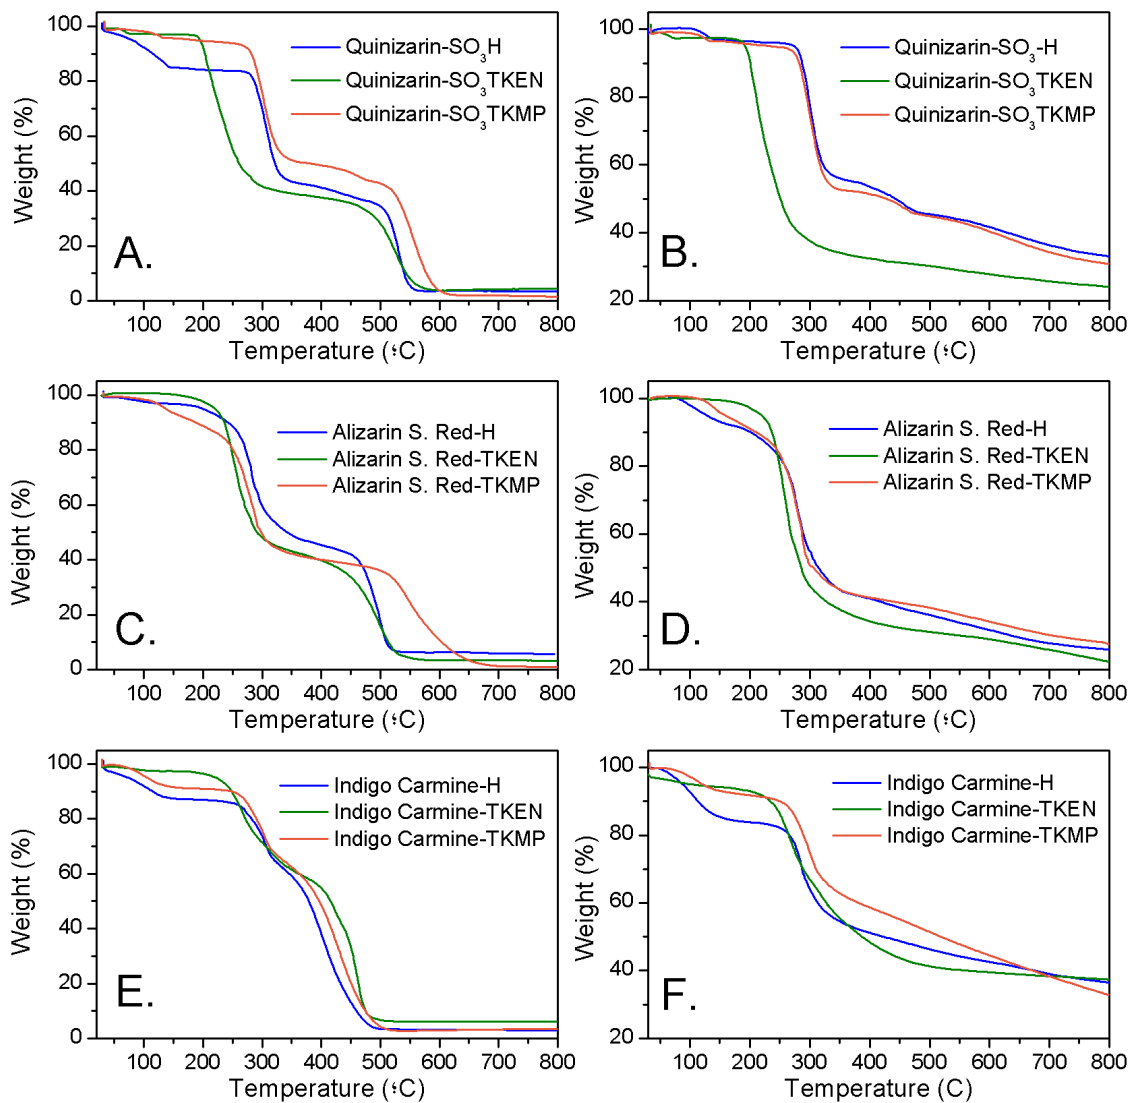 100
80
60
40
20
0
Weight (%)
Quinizarin-SO₃H
Quinizarin-SO₃TKEN
Quinizarin-SO₃TKMP
A.
100 200 300 400 500 600 700 800
Temperature (؛C)
100
80
60
40
20
Weight (%)
Quinizarin-SO₃-H
Quinizarin-SO₃TKEN
Quinizarin-SO₃TKMP
B.
100 200 300 400 500 600 700 800
Temperature (؛C)
100
80
60
40
20
0
Weight (%)
Alizarin S. Red-H
Alizarin S. Red-TKEN
Alizarin S. Red-TKMP
C.
100 200 300 400 500 600 700 800
Temperature (؛C)
100
80
60
40
20
Weight (%)
Alizarin S. Red-H
Alizarin S. Red-TKEN
Alizarin S. Red-TKMP
D.
100 200 300 400 500 600 700 800
Temperature (؛C)
100
80
60
40
20
0
Weight (%)
Indigo Carmine-H
Indigo Carmine-TKEN
Indigo Carmine-TKMP
E.
100 200 300 400 500 600 700 800
Temperature (؛C)
100
80
60
40
20
Weight (%)
Indigo Carmine-H
Indigo Carmine-TKEN
Indigo Carmine-TKMP
F.
100 200 300 400 500 600 700 800
Temperature (C)